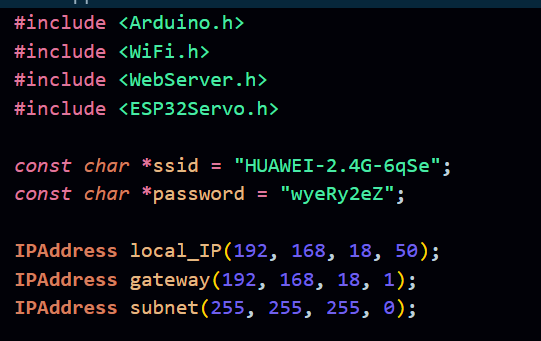 #include <Arduino.h>
#include <WiFi.h>
#include <WebServer.h>
#include <ESP32Servo.h>
const char *ssid = "HUAWEI-2.4G-6qSe";
const char *password = "wyeRy2eZ";
IPAddress local_IP(192, 168, 18, 50);
IPAddress gateway(192, 168, 18, 1);
IPAddress subnet(255, 255, 255, 0);